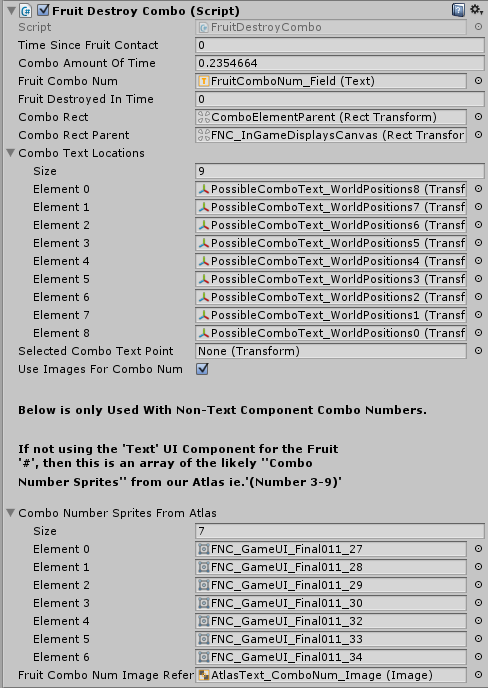 Fruit Destroy Combo (Script)
Script FruitDestroyCombo
Time Since Fruit Contact 0
Combo Amount Of Time 0.2354664
Fruit Combo Num FruitComboNum_Field (Text)
Fruit Destroyed In Time 0
Combo Rect ComboElementParent (Rect Transform)
Combo Rect Parent FNC_InGameDisplaysCanvas (Rect Transfor
Combo Text Locations
Size 9
Element 0 PossibleComboText_WorldPositions8 (Transf
Element 1 PossibleComboText_WorldPositions7 (Transf
Element 2 PossibleComboText_WorldPositions6 (Transf
Element 3 PossibleComboText_WorldPositions5 (Transf
Element 4 PossibleComboText_WorldPositions4 (Transf
Element 5 PossibleComboText_WorldPositions3 (Transf
Element 6 PossibleComboText_WorldPositions2 (Transf
Element 7 PossibleComboText_WorldPositions1 (Transf
Element 8 PossibleComboText_WorldPositions0 (Transf
Selected Combo Text Point None (Transform)
Use Images For Combo Num
Below is only Used With Non-Text Component Combo Numbers.
If not using the 'Text' UI Component for the Fruit
'#', then this is an array of the likely "Combo
Number Sprites" from our Atlas ie.'(Number 3-9)'
Combo Number Sprites From Atlas
Size 7
Element 0 FNC_GameUI_Final011_27
Element 1 FNC_GameUI_Final011_28
Element 2 FNC_GameUI_Final011_29
Element 3 FNC_GameUI_Final011_30
Element 4 FNC_GameUI_Final011_32
Element 5 FNC_GameUI_Final011_33
Element 6 FNC_GameUI_Final011_34
Fruit Combo Num Image Refer AtlasText_ComboNum_Image (Image)